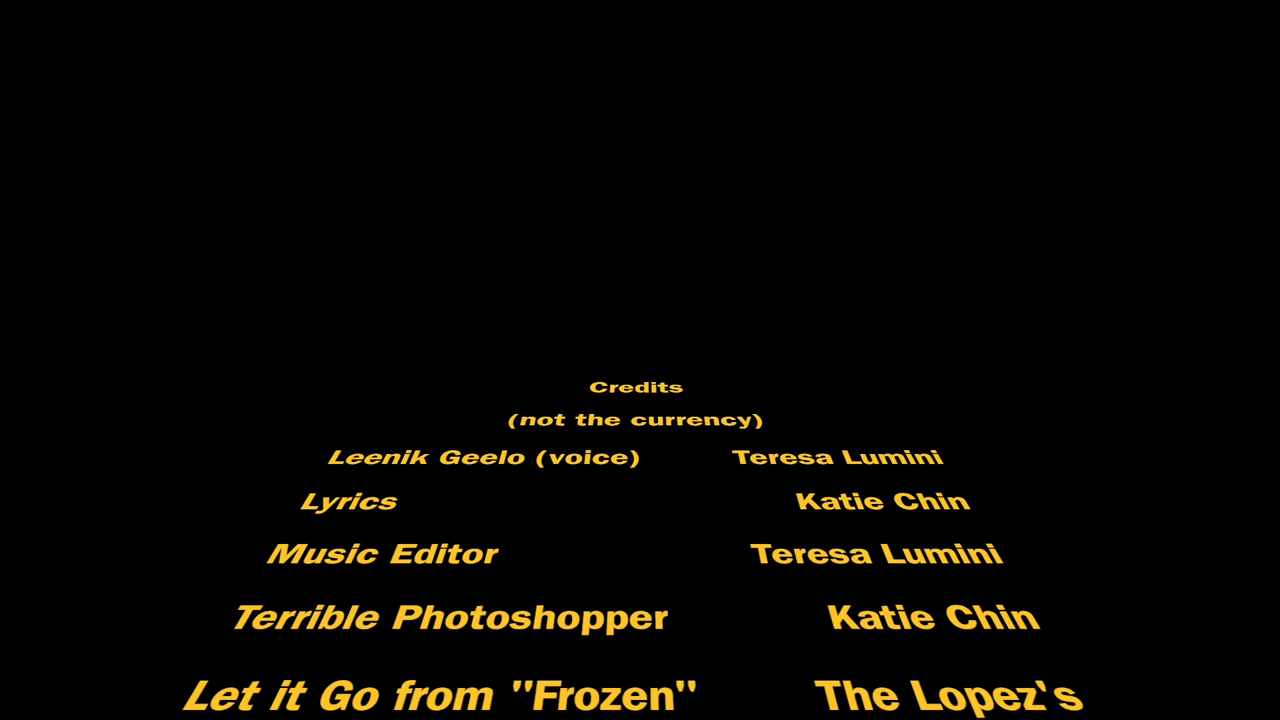 Credits
(not the currency)
Leenik Geelo (voice) Teresa Lumini
Lyrics Katie Chin
Music Editor Teresa Lumini
Terrible Photoshopper Katie Chin
Let it Go from "Frozen" The Lopez's